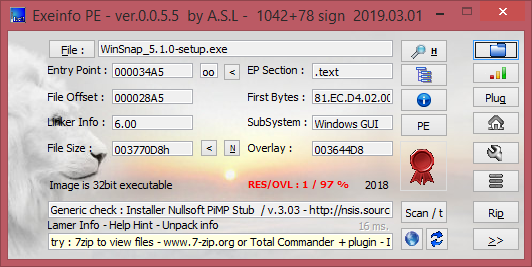 Exeinfo PE - ver.0.0.5.5 by A.S.L - 1042+78 sign 2019.03.01
File : WinSnap_5.1.0-setup.exe H
Entry Point : 000034A5 oo < EP Section : .text
File Offset : 000028A5 First Bytes : 81.EC.D4.02.00 Plug
Linker Info : 6.00 SubSystem : Windows GUI PE
File Size : 003770D8h < N Overlay : 003644D8
Image is 32bit executable RES/OVL : 1 / 97 % 2018
Generic check : Installer Nullsoft PiMP Stub / v.3.03 - http://nsis.sourc Scan / t Rip
Lamer Info - Help Hint - Unpack info 16 ms.
try : 7zip to view files - www.7-zip.org or Total Commander + plugin - I >>